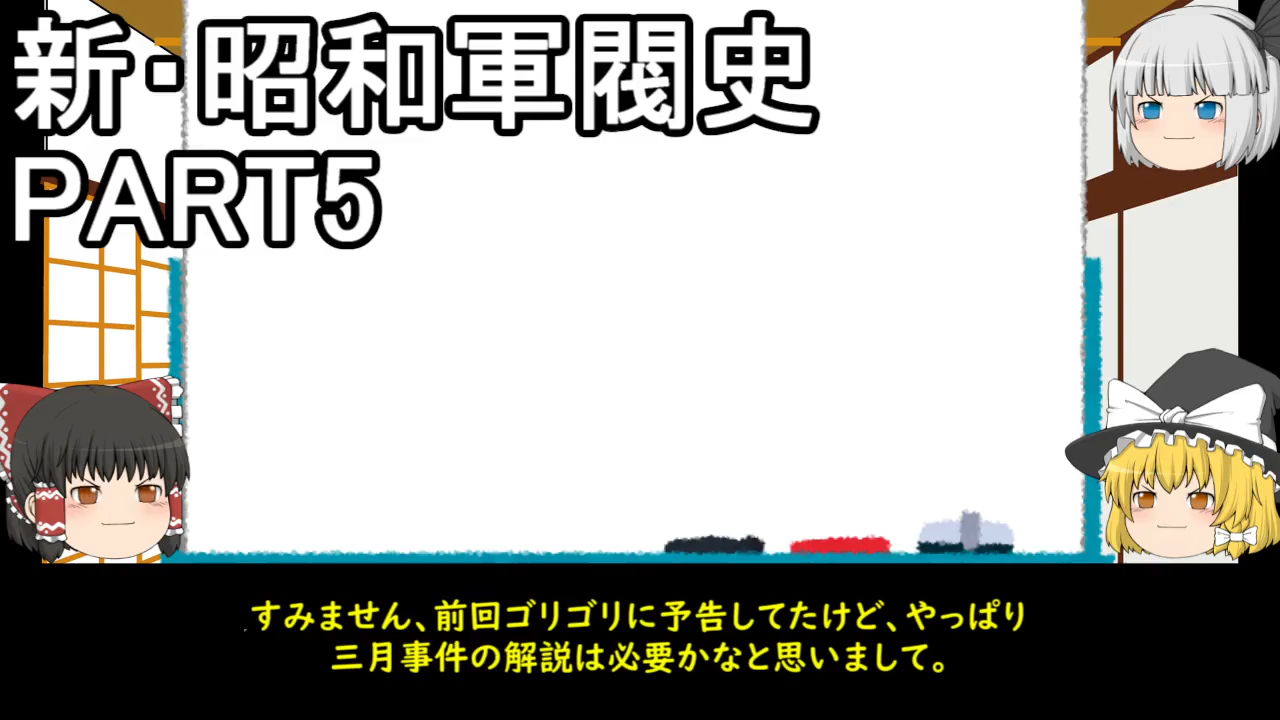 新・昭和軍閥史
PART5
すみません、前回ゴリゴリに予告してたけど、やっぱり
三月事件の解説は必要かなと思いまして。